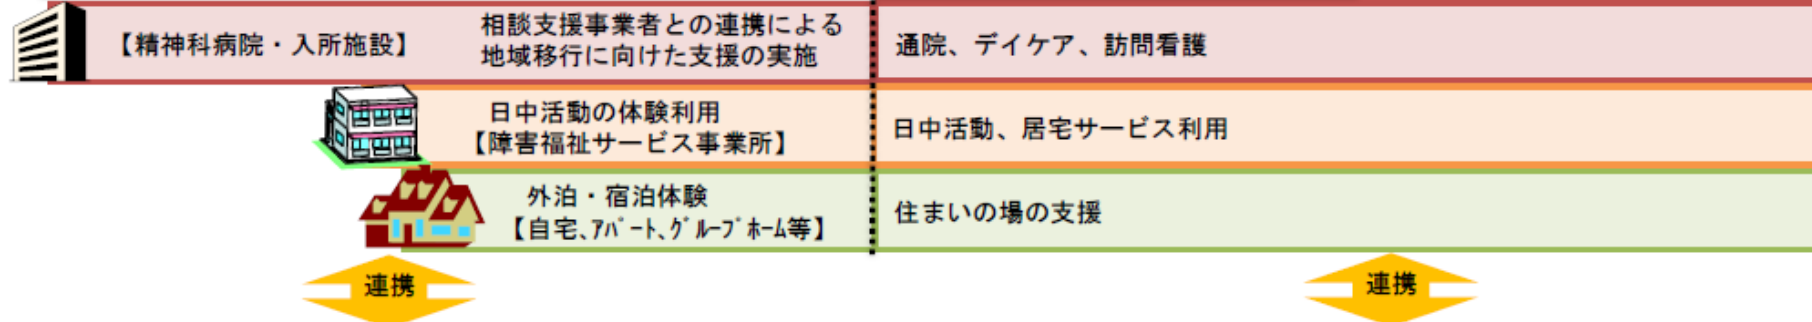 【精神科病院・入所施設】
相談支援事業者との連携による
地域移行に向けた支援の実施
通院、デイケア、訪問看護
日中活動の体験利用
【障害福祉サービス事業所】
日中活動、居宅サービス利用
外泊・宿泊体験
【自宅、ｱﾊﾟｰﾄ、ｸﾞﾙｰﾌﾟﾎｰﾑ等】
住まいの場の支援
連携
連携